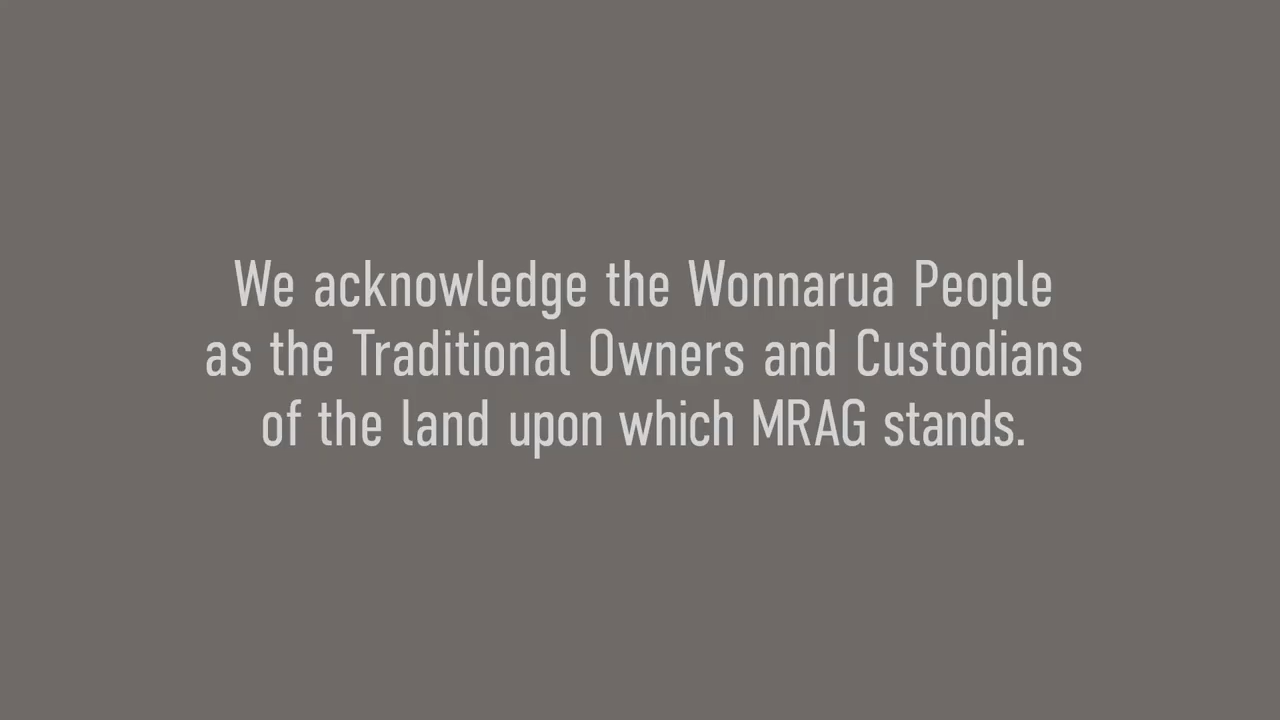 We acknowledge the Wonnarua People
as the Traditional Owners and Custodians
of the land upon which MRAG stands.